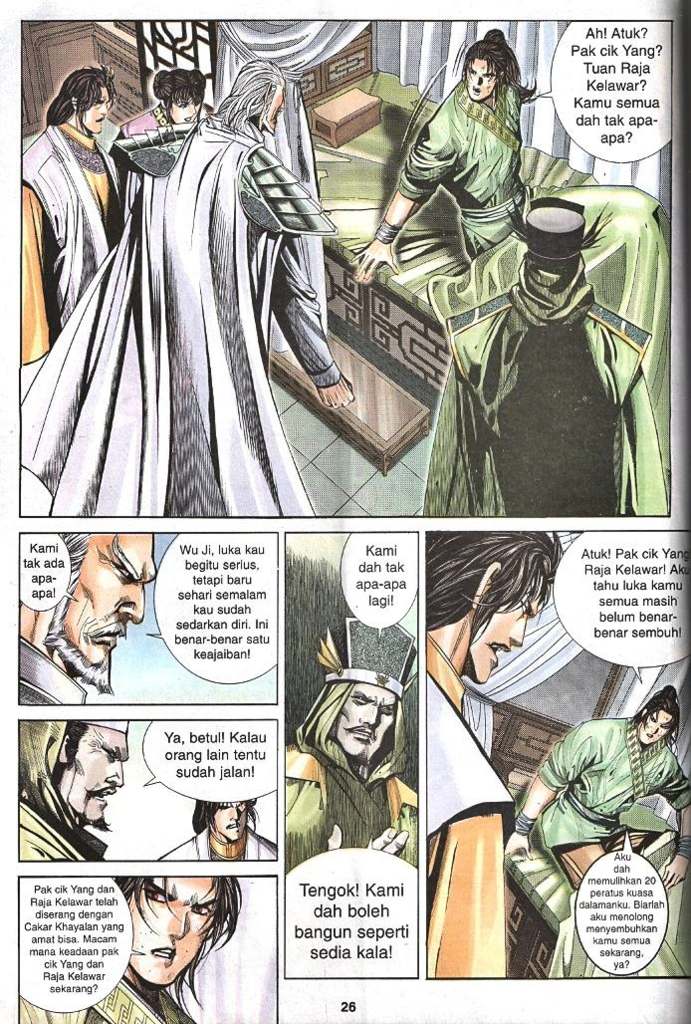 Ah! Atuk?
Pak cik Yang?
Tuan Raja
Kelawar?
Kamu semua
dah tak apa-
apa?
Kami
tak ada
apa-
apa!
Wu Ji, luka kau
begitu serius,
tetapi baru
sehari semalam
kau sudah
sedarkan diri. Ini
benar-benar satu
keajaiban!
Ya, betul! Kalau
orang lain tentu
sudah jalan!
Pak cik Yang dan
Raja Kelawar telah
diserang dengan
Cakar Khayalan yang
amat bisa. Macam
mana keadaan pak
cik Yang dan
Raja Kelawar
sekarang?
Kami
dah tak
apa-apa
lagi!
Tengok! Kami
dah boleh
bangun seperti
sedia kala!
Atuk! Pak cik Yang
Raja Kelawar! Aku
tahu luka kamu
semua masih
belum benar-
benar sembuh!
Aku
dah
memulihkan 20
peratus kuasa
dalamanku. Biarlah
aku menolong
menyembuhkan
kamu semua
sekarang,
ya?
26